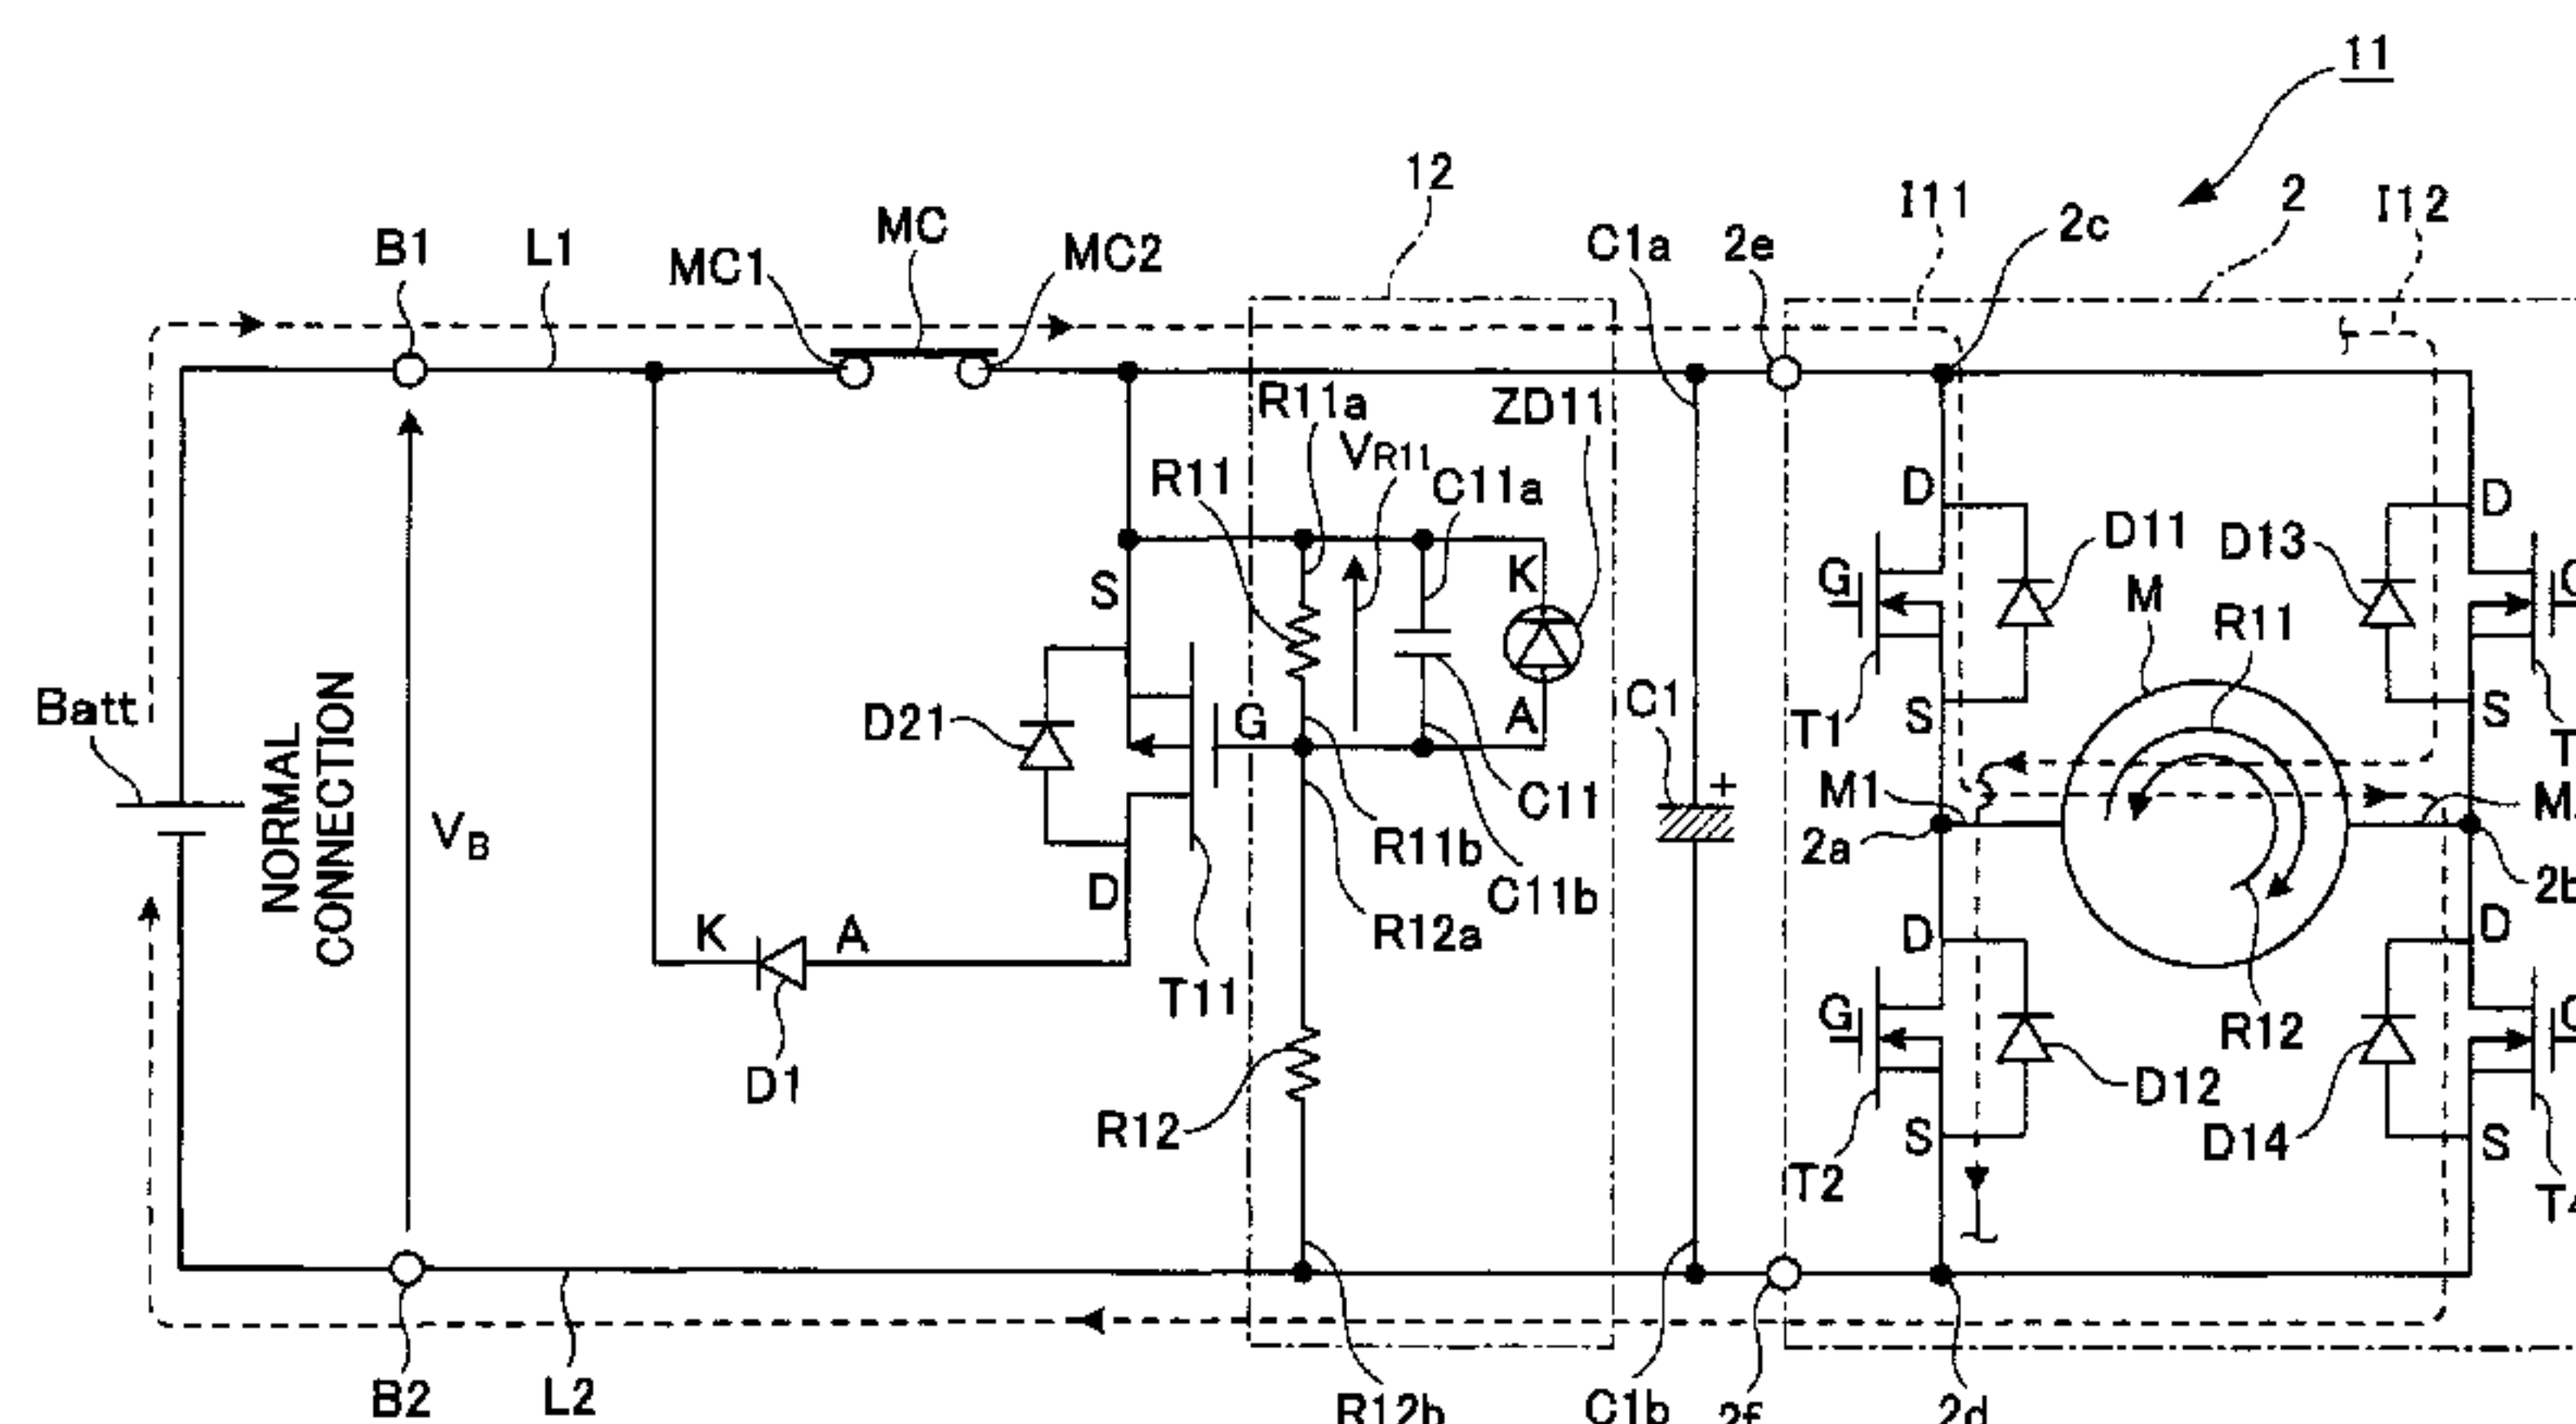 11
12
I11
2
I12
B1
L1
MC
MC1
MC2
C1a
2e
2c
R11a
ZD11
VR11
R11
C11a
D
D
D11
D13
K
G
M
R11
S
Batt
NORMAL
CONNECTION
D21
G
A
C1
T1
S
S
+
VB
C11
M1
R11b
2a
C11b
D
2b
K
A
R12a
D
D
T11
G
R12
D1
D12
R12
S
D14
S
T2
B2
L2
R12b
C1b
2f
2d